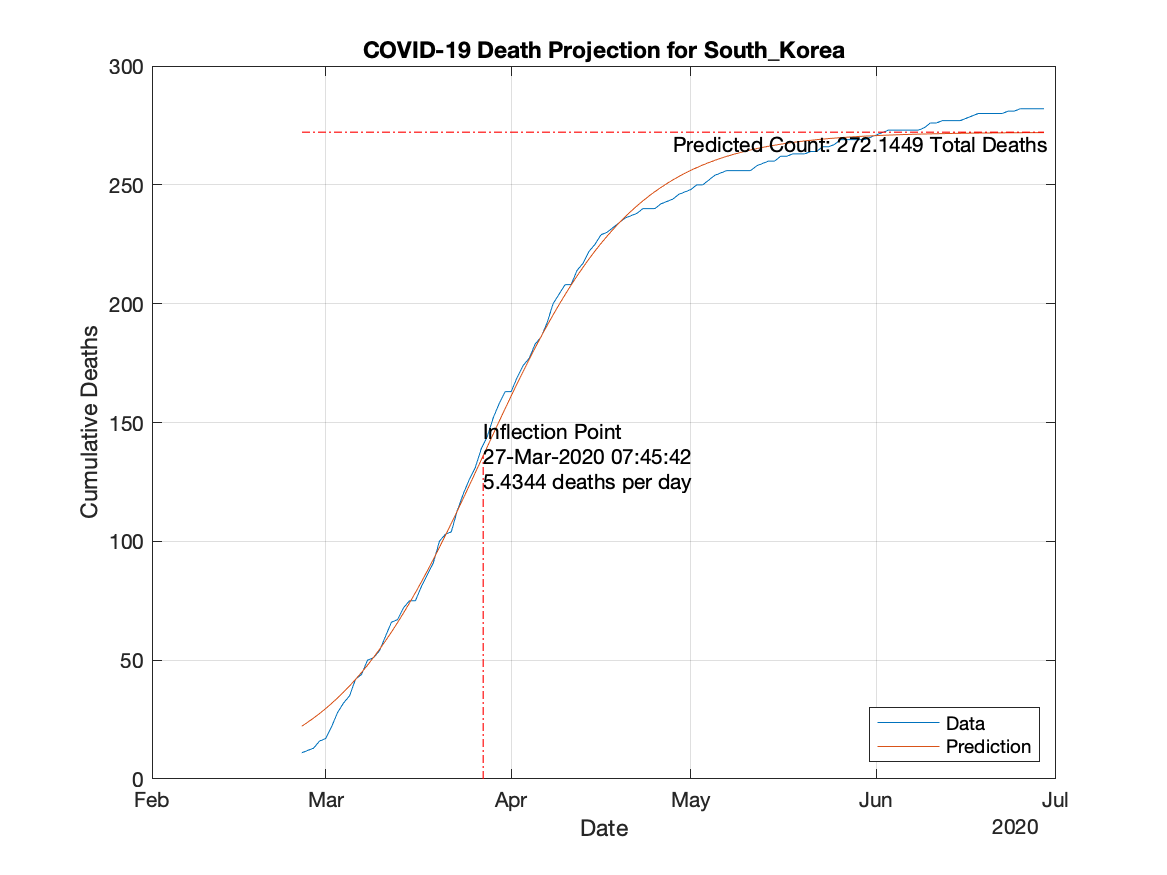 COVID-19 Death Projection for South_Korea
300
Predicted Count: 272.1449 Total Deaths
250
200
150
Inflection Point
27-Mar-2020 07:45:42
5.4344 deaths per day
100
50
0
Cumulative Deaths
Data
Prediction
Feb Mar Apr May Jun Jul
Date
2020